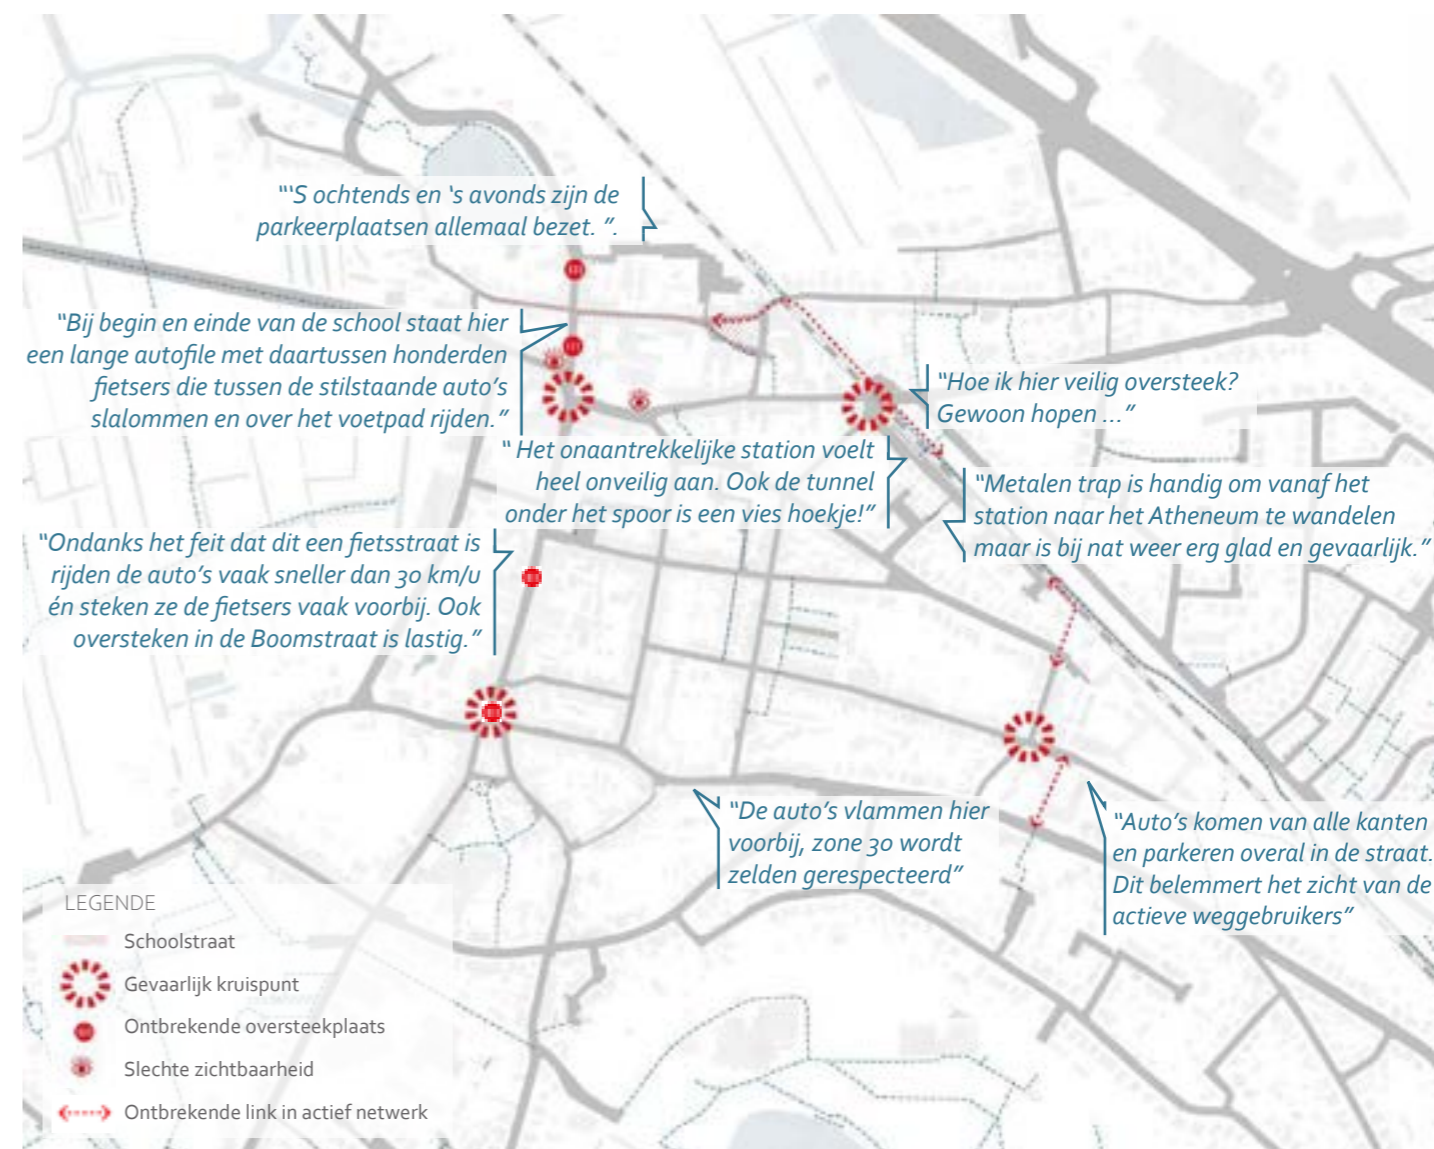 "'S ochtends en 's avonds zijn de
parkeerplaatsen allemaal bezet. ".
"Bij begin en einde van de school staat hier
een lange autofile met daartussen honderden
fietsers die tussen de stilstaande auto's
slalommen en over het voetpad rijden."
"Hoe ik hier veilig oversteek?
Gewoon hopen ..."
" Het onaantrekkelijke station voelt
heel onveilig aan. Ook de tunnel
onder het spoor is een vies hoekje!"
"Metalen trap is handig om vanaf het
station naar het Atheneum te wandelen
maar is bij nat weer erg glad en gevaarlijk."
"Ondanks het feit dat dit een fietsstraat is
rijden de auto's vaak sneller dan 30 km/u
én steken ze de fietsers vaak voorbij. Ook
oversteken in de Boomstraat is lastig."
"De auto's vlammen hier
voorbij, zone 30 wordt
zelden gerespecteerd"
"Auto's komen van alle kanten
en parkeren overal in de straat.
Dit belemmert het zicht van de
actieve weggebruikers"
LEGENDE
Schoolstraat
Gevaarlijk kruispunt
Ontbrekende oversteekplaats
Slechte zichtbaarheid
Ontbrekende link in actief netwerk